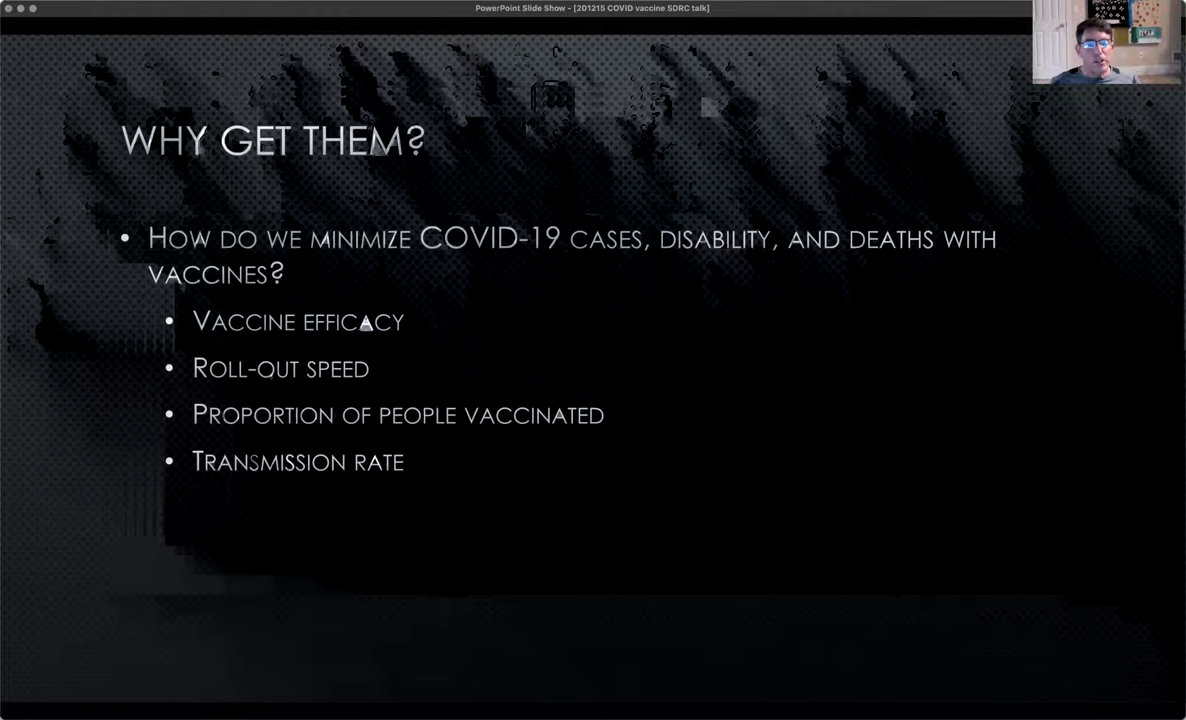 PowerPoint Slide Show - [201215 COVID vaccine SDRC talk]
WHY GET THEM?
• HOW DO WE MINIMIZE COVID-19 CASES, DISABILITY, AND DEATHS WITH
VACCINES?
• VACCINE EFFICACY
• ROLL-OUT SPEED
• PROPORTION OF PEOPLE VACCINATED
• TRANSMISSION RATE